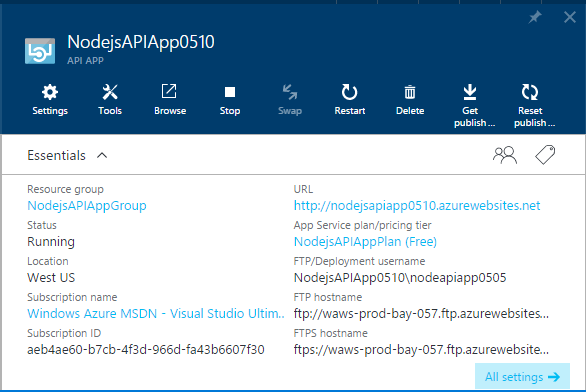 NodejsAPIApp0510
API APP
Settings
Tools
Browse
Stop
Swap
Restart
Delete
Get publish ...
Reset publish ...
Essentials
Resource group
NodejsAPIAppGroup
URL
http://nodejsapiapp0510.azurewebsites.net
Status
Running
App Service plan/pricing tier
NodejsAPIAppPlan (Free)
Location
West US
FTP/Deployment username
NodejsAPIApp0510\nodeapiapp0505
Subscription name
Windows Azure MSDN - Visual Studio Ultim...
FTP hostname
ftp://waws-prod-bay-057.ftp.azurewebsites...
Subscription ID
aeb4ae60-b7cb-4f3d-966d-fa43b6607f30
FTPS hostname
ftps://waws-prod-bay-057.ftp.azurewebsites...
All settings